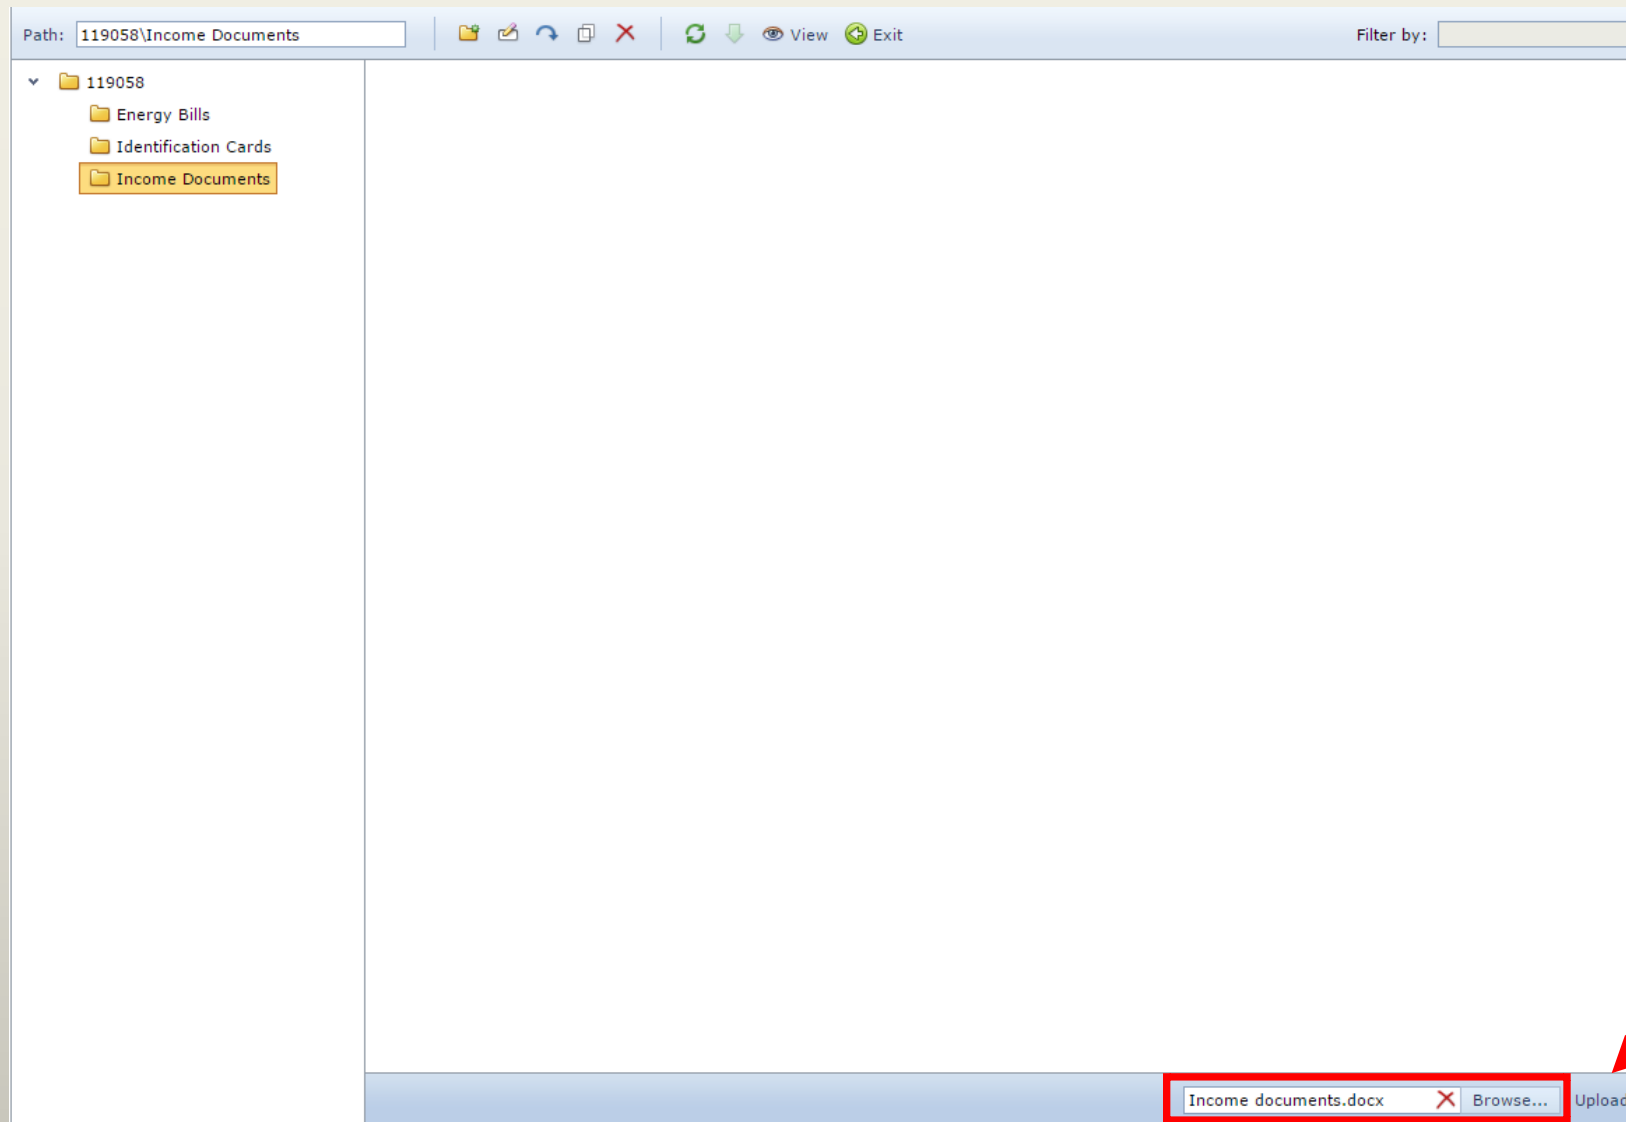 Path: 119058\Income Documents View Exit Filter by:
119058
Energy Bills
Identification Cards
Income Documents
Income documents.docx Browse... Upload